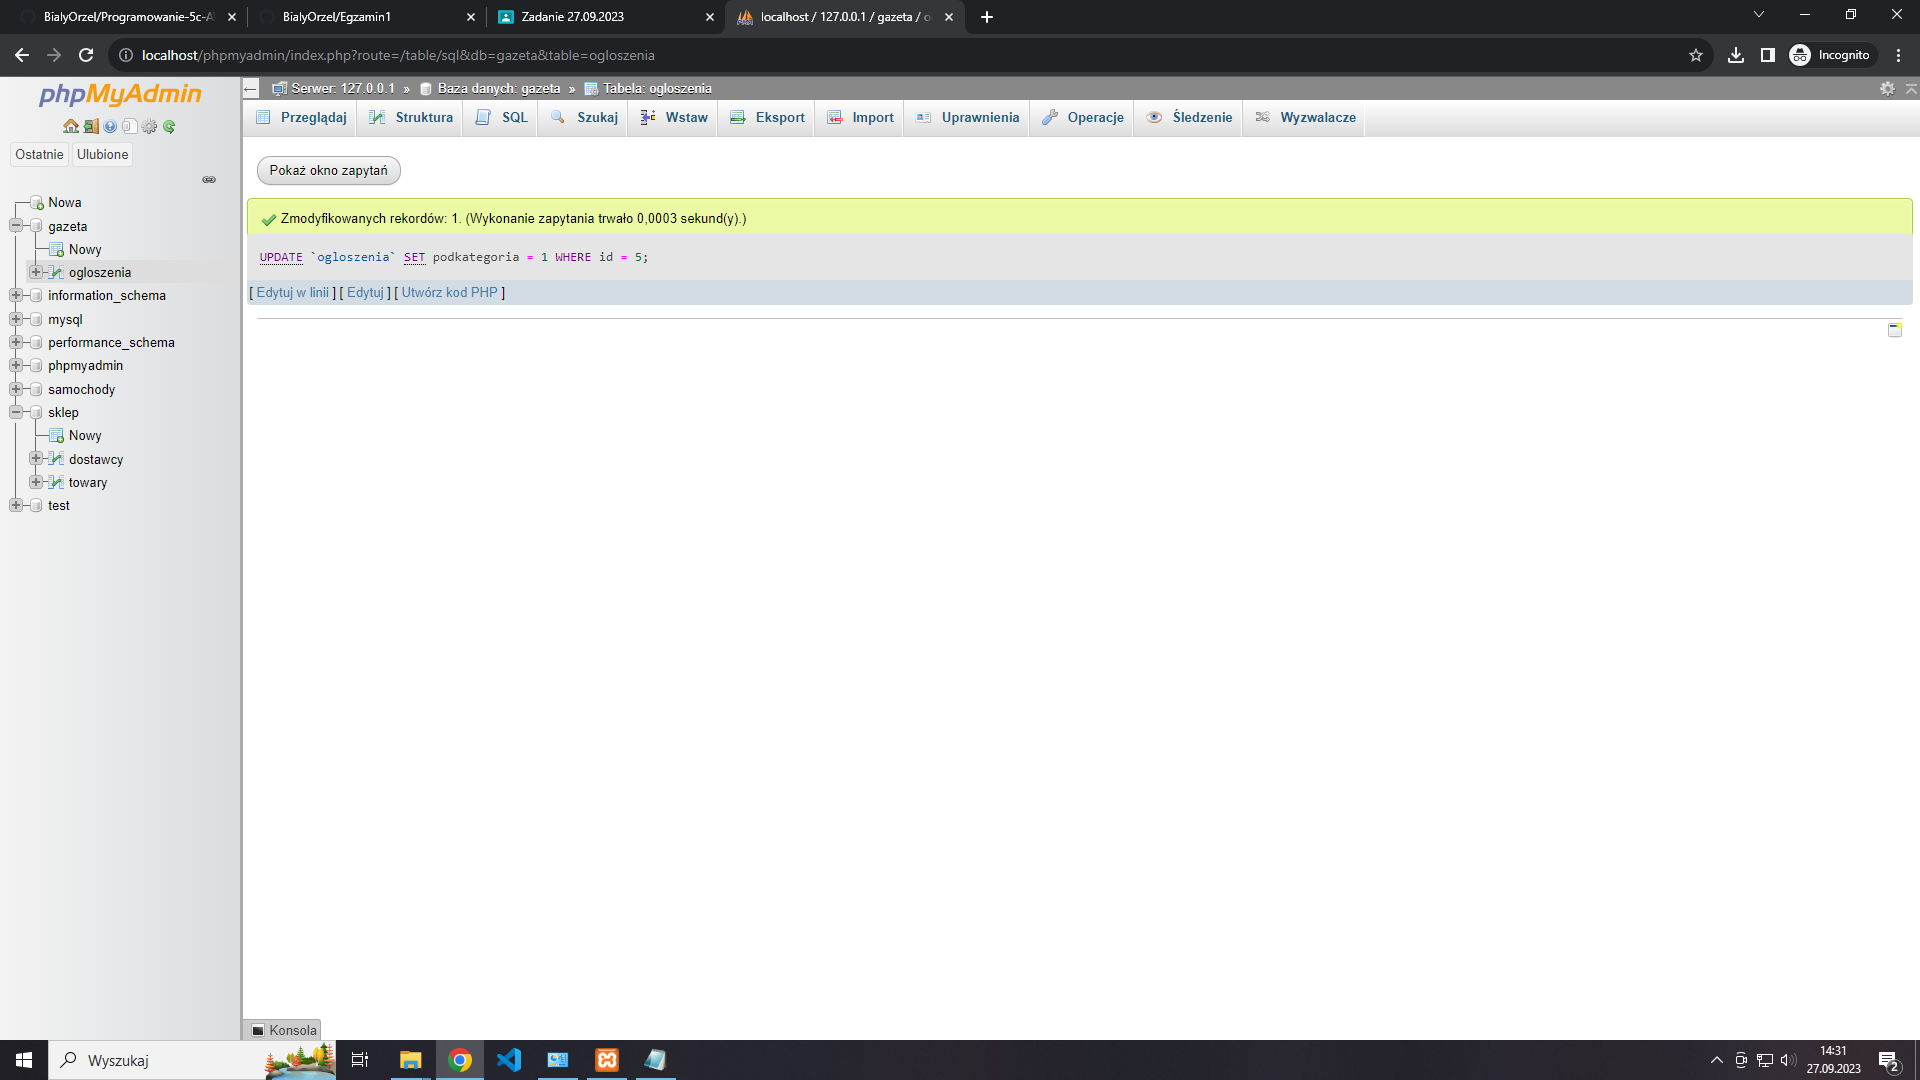 BialyOrzel/Programowanie-5c-A
BialyOrzel/Egzamin1
Zadanie 27.09.2023
localhost / 127.0.0.1 / gazeta / o
localhost/phpmyadmin/index.php?route=/table/sql&db=gazeta&table=ogloszenia
Incognito
phpMyAdmin
Serwer: 127.0.0.1 » Baza danych: gazeta » Tabela: ogloszenia
Przeglądaj Struktura SQL Szukaj Wstaw Eksport Import Uprawnienia Operacje Śledzenie Wyzwalacze
Ostatnie Ulubione
Nowa
gazeta
Nowy
ogloszenia
information_schema
mysql
performance_schema
phpmyadmin
samochody
sklep
Nowy
dostawcy
towary
test
Pokaż okno zapytań
Zmodyfikowanych rekordów: 1. (Wykonanie zapytania trwało 0,0003 sekund(y).)
UPDATE `ogloszenia` SET podkategoria = 1 WHERE id = 5;
[ Edytuj w linii ] [ Edytuj ] [ Utwórz kod PHP ]
Konsola
Wyszukaj
14:31
27.09.2023
2